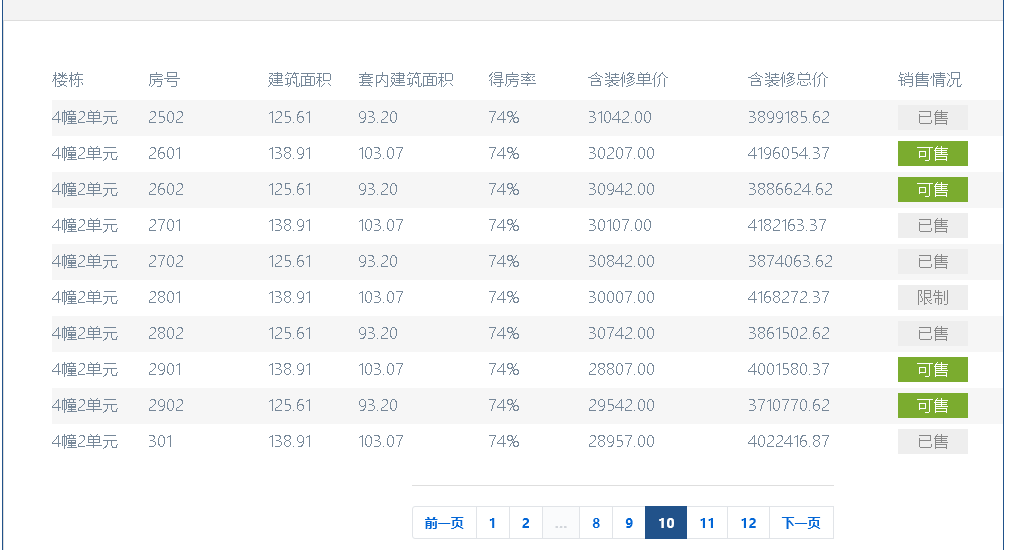 楼栋 房号 建筑面积 套内建筑面积 得房率 含装修单价 含装修总价 销售情况
4幢2单元 2502 125.61 93.20 74% 31042.00 3899185.62 已售
4幢2单元 2601 138.91 103.07 74% 30207.00 4196054.37 可售
4幢2单元 2602 125.61 93.20 74% 30942.00 3886624.62 可售
4幢2单元 2701 138.91 103.07 74% 30107.00 4182163.37 已售
4幢2单元 2702 125.61 93.20 74% 30842.00 3874063.62 已售
4幢2单元 2801 138.91 103.07 74% 30007.00 4168272.37 限制
4幢2单元 2802 125.61 93.20 74% 30742.00 3861502.62 已售
4幢2单元 2901 138.91 103.07 74% 28807.00 4001580.37 可售
4幢2单元 2902 125.61 93.20 74% 29542.00 3710770.62 可售
4幢2单元 301 138.91 103.07 74% 28957.00 4022416.87 已售
前一页 1 2 ... 8 9 10 11 12 下一页